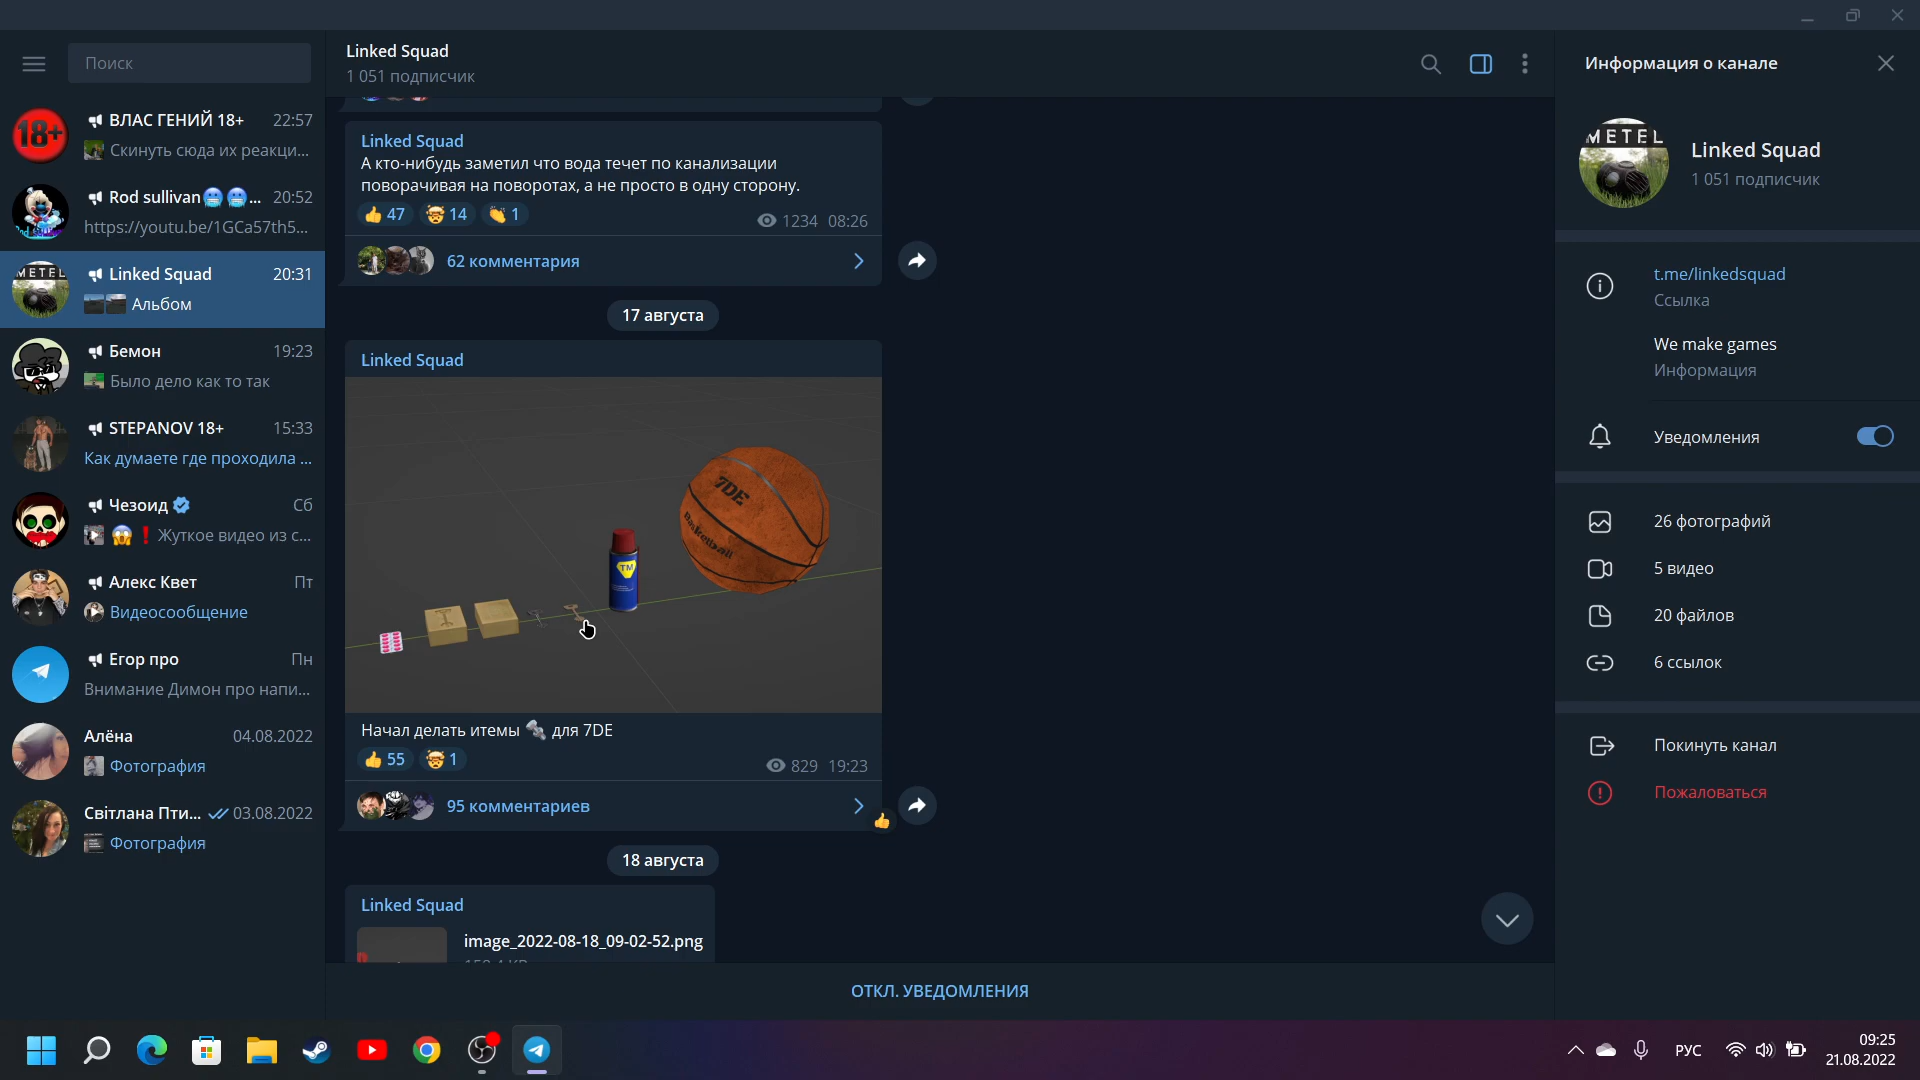 Поиск
ВЛАС ГЕНИЙ 18+ 22:57
Скинуть сюда их реакци...
Rod sullivan🥶🥶... 20:52
https://youtu.be/1GCa57th5...
Linked Squad 20:31
Альбом
Бемон 19:23
Было дело как то так
STEPANOV 18+ 15:33
Как думаете где проходила ...
Чезоид Сб
😱❗Жуткое видео из с...
Алекс Квет Пт
Видеосообщение
Егор про Пн
Внимание Димон про напи...
Алёна 04.08.2022
Фотография
Світлана Пти... 03.08.2022
Фотография
18+
METEL
Linked Squad
1 051 подписчик
Linked Squad
А кто-нибудь заметил что вода течет по канализации
поворачивая на поворотах, а не просто в одну сторону.
👍 47 🤯 14 👏 1
1234 08:26
62 комментария
17 августа
Linked Squad
7DE
Basketball
TM
Начал делать итемы 🔩 для 7DE
👍 55 🤯 1
829 19:23
95 комментариев
18 августа
Linked Squad
image_2022-08-18_09-02-52.png
ОТКЛ. УВЕДОМЛЕНИЯ
Информация о канале
METEL
Linked Squad
1 051 подписчик
t.me/linkedsquad
Ссылка
We make games
Информация
Уведомления
26 фотографий
5 видео
20 файлов
6 ссылок
Покинуть канал
Пожаловаться
РУС
09:25
21.08.2022